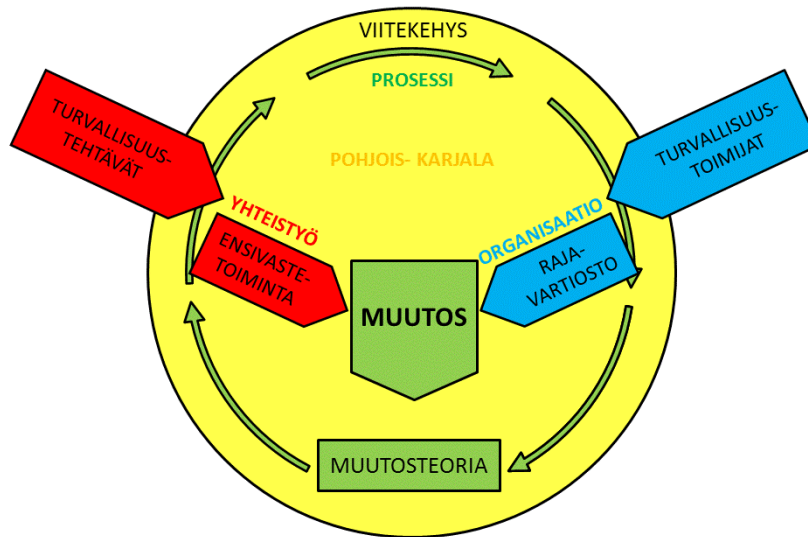 VIITEKEHYS
PROSESSI
TURVALLISUUS-
TEHTÄVÄT
TURVALLISUUS-
TOIMIJAT
POHJOIS- KARJALA
YHTEISTYÖ
ENSIVASTE-
TOIMINTA
ORGANISAATIO
RAJA-
VARTIOSTO
MUUTOS
MUUTOSTEORIA